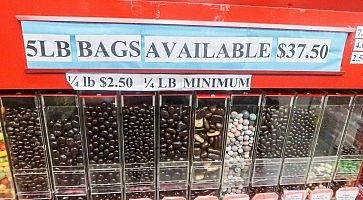 5LB BAGS AVAILABLE $37.50
¼ lb $2.50 ¼ LB MINIMUM